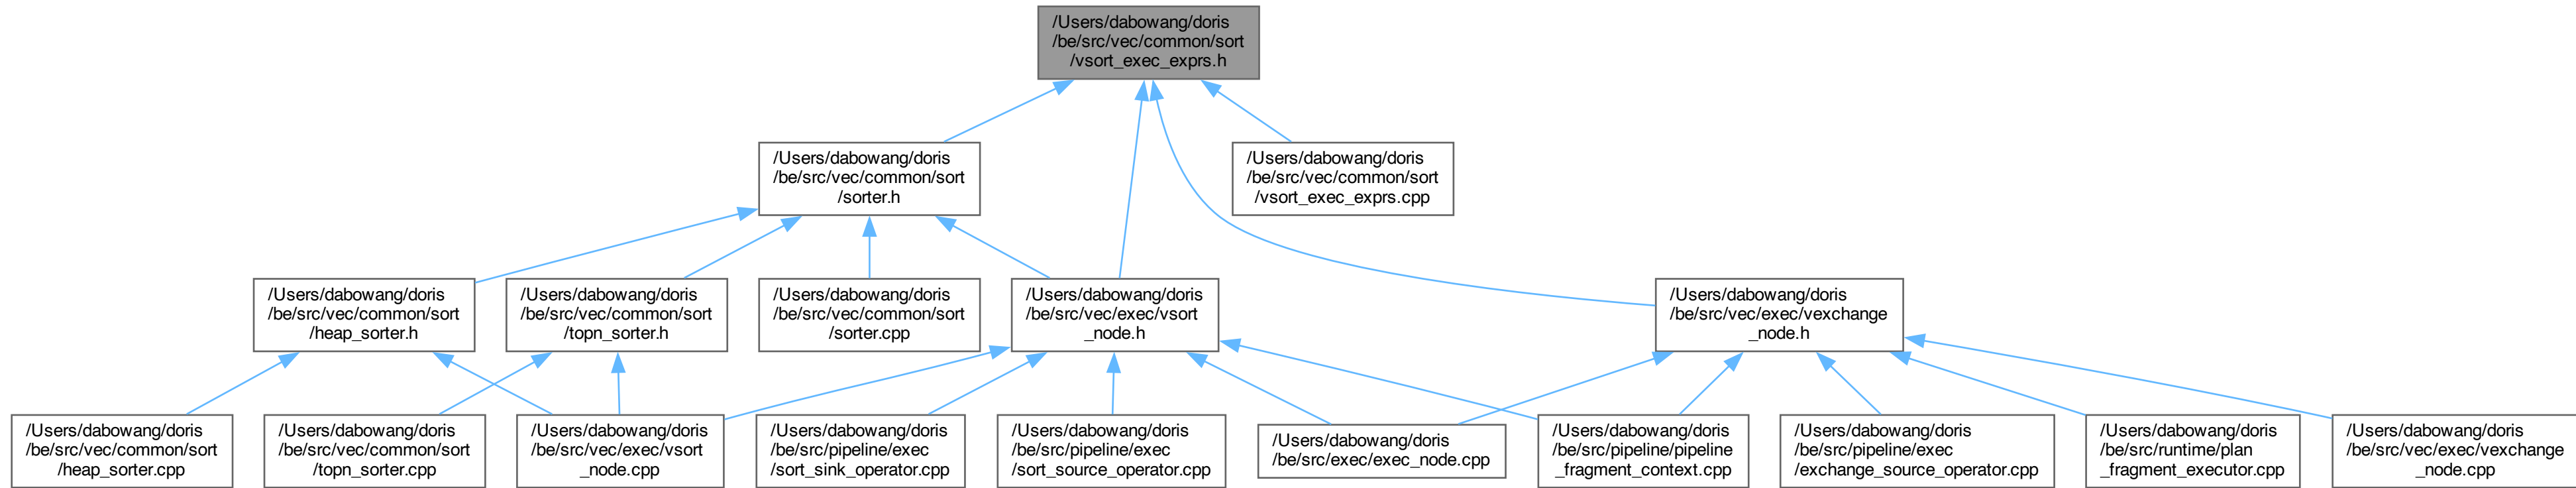 /Users/dabowang/doris
/be/src/vec/common/sort
/vsort_exec_exprs.h
/Users/dabowang/doris
/be/src/vec/common/sort
/sorter.h
/Users/dabowang/doris
/be/src/vec/common/sort
/vsort_exec_exprs.cpp
/Users/dabowang/doris
/be/src/vec/common/sort
/heap_sorter.h
/Users/dabowang/doris
/be/src/vec/common/sort
/topn_sorter.h
/Users/dabowang/doris
/be/src/vec/common/sort
/sorter.cpp
/Users/dabowang/doris
/be/src/vec/exec/vsort
_node.h
/Users/dabowang/doris
/be/src/vec/exec/vexchange
_node.h
/Users/dabowang/doris
/be/src/vec/common/sort
/heap_sorter.cpp
/Users/dabowang/doris
/be/src/vec/common/sort
/topn_sorter.cpp
/Users/dabowang/doris
/be/src/vec/exec/vsort
_node.cpp
/Users/dabowang/doris
/be/src/pipeline/exec
/sort_sink_operator.cpp
/Users/dabowang/doris
/be/src/pipeline/exec
/sort_source_operator.cpp
/Users/dabowang/doris
/be/src/exec/exec_node.cpp
/Users/dabowang/doris
/be/src/pipeline/pipeline
_fragment_context.cpp
/Users/dabowang/doris
/be/src/pipeline/exec
/exchange_source_operator.cpp
/Users/dabowang/doris
/be/src/runtime/plan
_fragment_executor.cpp
/Users/dabowang/doris
/be/src/vec/exec/vexchange
_node.cpp